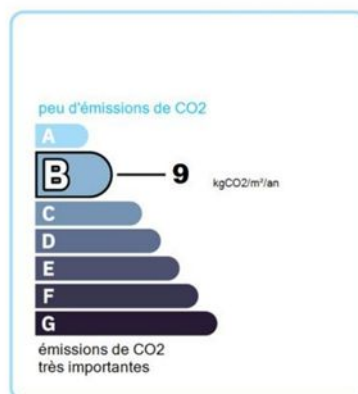 peu d'émissions de CO2
A
B 9 kgCO2/m²/an
C
D
E
F
G
émissions de CO2
très importantes